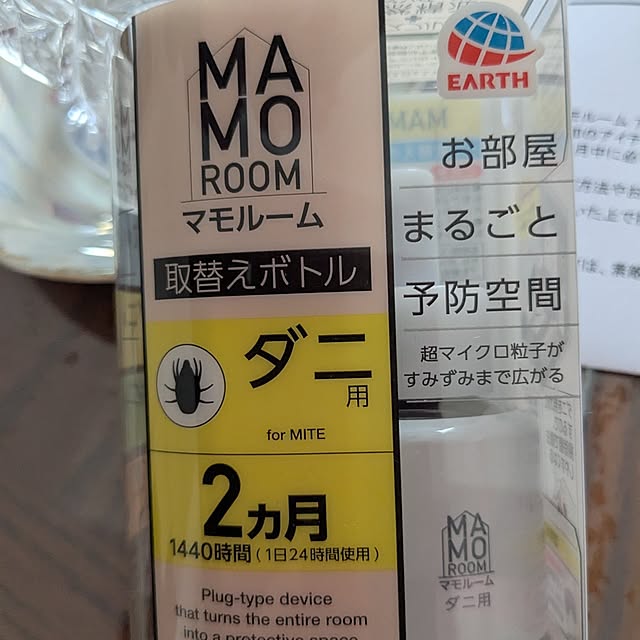 MA
MO
ROOM
マモルーム
取替えボトル
ダニ用
for MITE
2ヵ月
1440時間（1日24時間使用）
Plug-type device
that turns the entire room
into a protective space
EARTH
お部屋
まるごと
予防空間
超マイクロ粒子が
すみずみまで広がる
MA
MO
ROOM
マモルーム
ダニ用